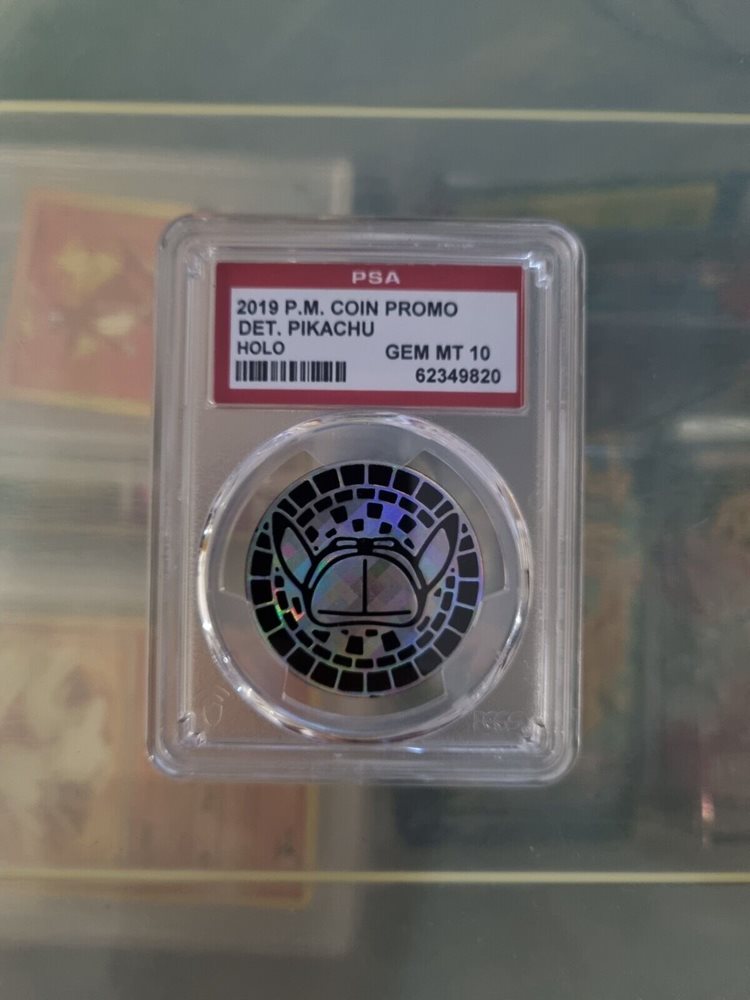 PSA
2019 P.M. COIN PROMO
DET. PIKACHU
HOLO GEM MT 10
62349820